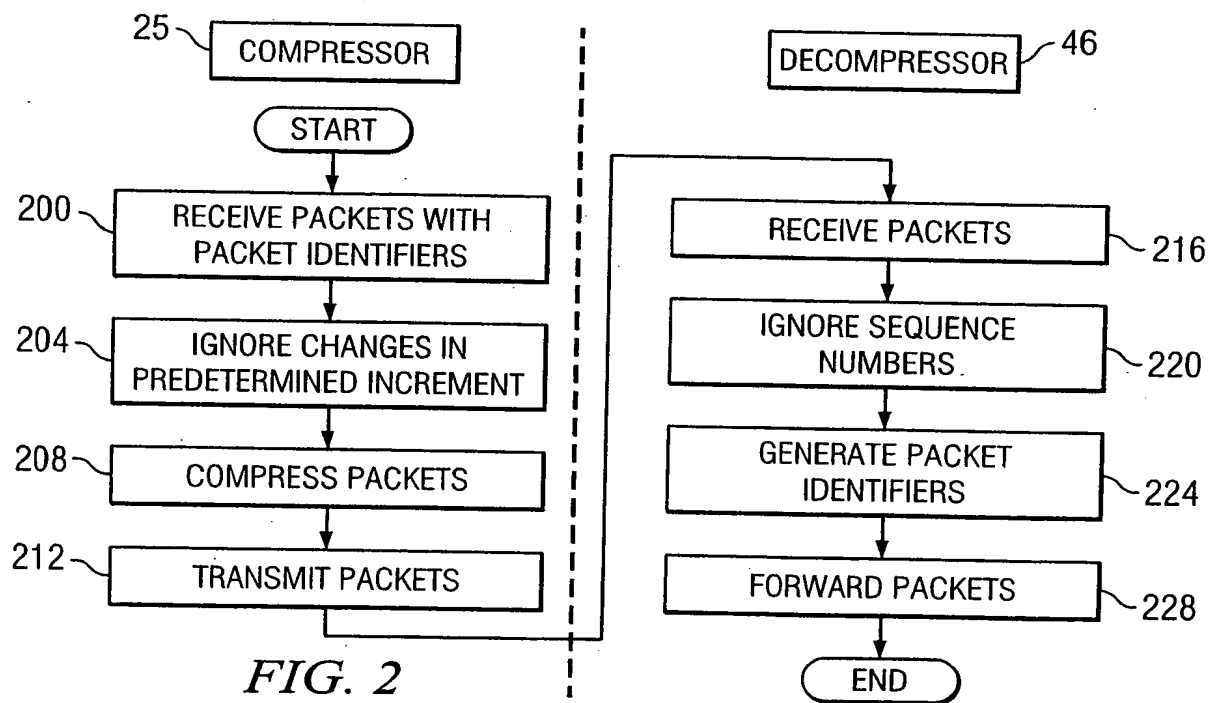 25
COMPRESSOR
START
200
RECEIVE PACKETS WITH
PACKET IDENTIFIERS
204
IGNORE CHANGES IN
PREDETERMINED INCREMENT
208
COMPRESS PACKETS
212
TRANSMIT PACKETS
FIG. 2
46
DECOMPRESSOR
RECEIVE PACKETS
216
IGNORE SEQUENCE
NUMBERS
220
GENERATE PACKET
IDENTIFIERS
224
FORWARD PACKETS
228
END